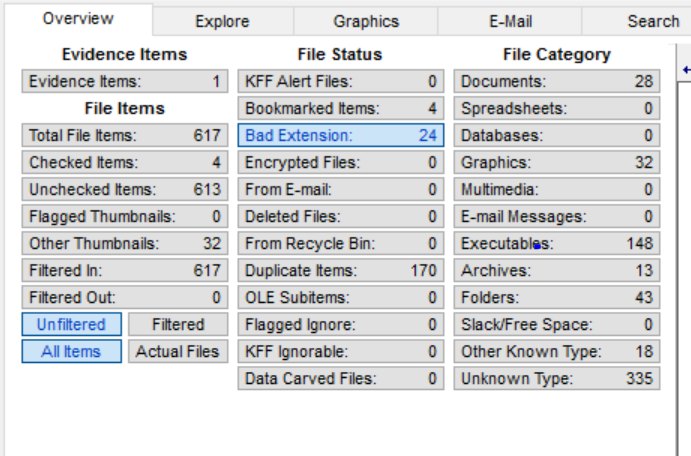 Overview Explore Graphics E-Mail Search
Evidence Items File Status File Category
Evidence Items: 1 KFF Alert Files: 0 Documents: 28
File Items Bookmarked Items: 4 Spreadsheets: 0
Total File Items: 617 Bad Extension: 24 Databases: 0
Checked Items: 4 Encrypted Files: 0 Graphics: 32
Unchecked Items: 613 From E-mail: 0 Multimedia: 0
Flagged Thumbnails: 0 Deleted Files: 0 E-mail Messages: 0
Other Thumbnails: 32 From Recycle Bin: 0 Executables: 148
Filtered In: 617 Duplicate Items: 170 Archives: 13
Filtered Out: 0 OLE Subitems: 0 Folders: 43
Unfiltered Filtered Flagged Ignore: 0 Slack/Free Space: 0
All Items Actual Files KFF Ignorable: 0 Other Known Type: 18
Data Carved Files: 0 Unknown Type: 335